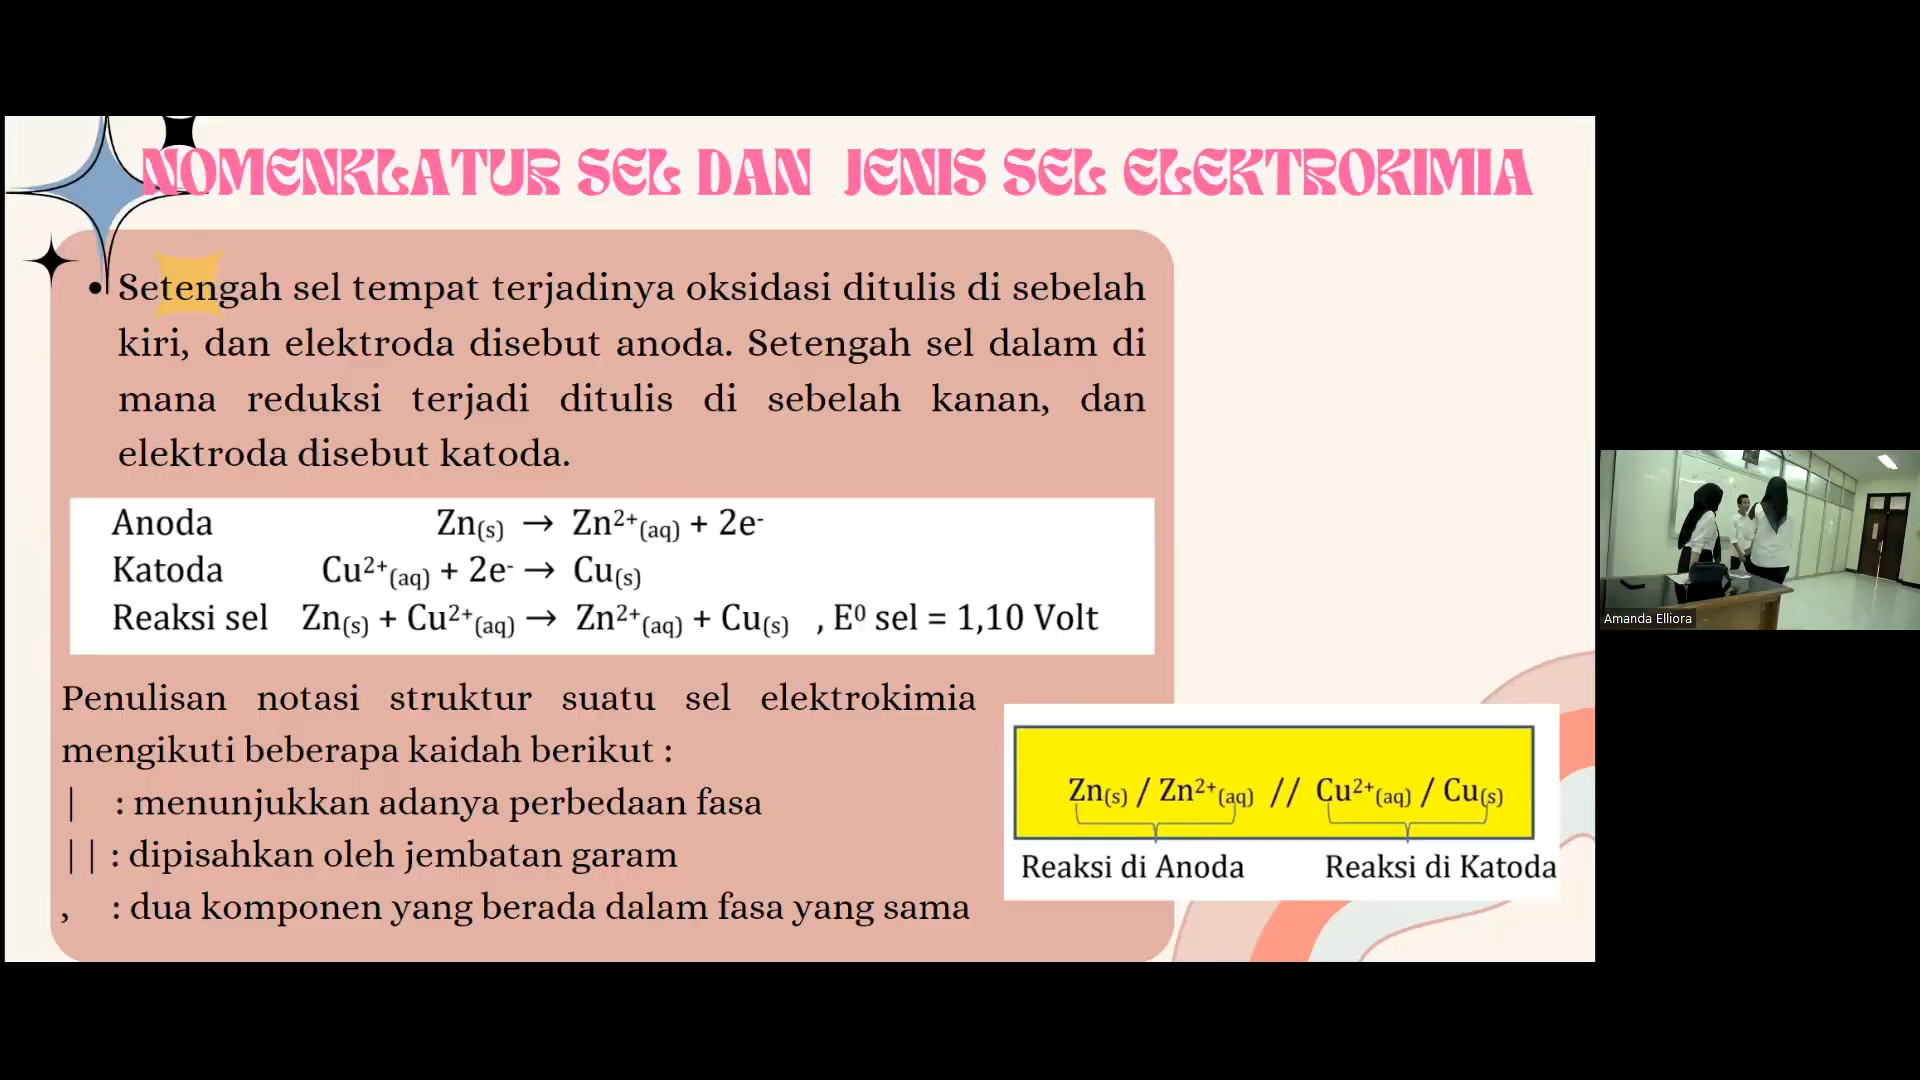 NOMENKLATUR SEL DAN JENIS SEL ELEKTROKIMIA
• Setengah sel tempat terjadinya oksidasi ditulis di sebelah
kiri, dan elektroda disebut anoda. Setengah sel dalam di
mana reduksi terjadi ditulis di sebelah kanan, dan
elektroda disebut katoda.
Anoda Zn(s) → Zn²⁺(aq) + 2e⁻
Katoda Cu²⁺(aq) + 2e⁻ → Cu(s)
Reaksi sel Zn(s) + Cu²⁺(aq) → Zn²⁺(aq) + Cu(s) , E⁰ sel = 1,10 Volt
Penulisan notasi struktur suatu sel elektrokimia
mengikuti beberapa kaidah berikut :
| : menunjukkan adanya perbedaan fasa
|| : dipisahkan oleh jembatan garam
, : dua komponen yang berada dalam fasa yang sama
Zn(s) / Zn²⁺(aq) // Cu²⁺(aq) / Cu(s)
Reaksi di Anoda Reaksi di Katoda
Amanda Elliora